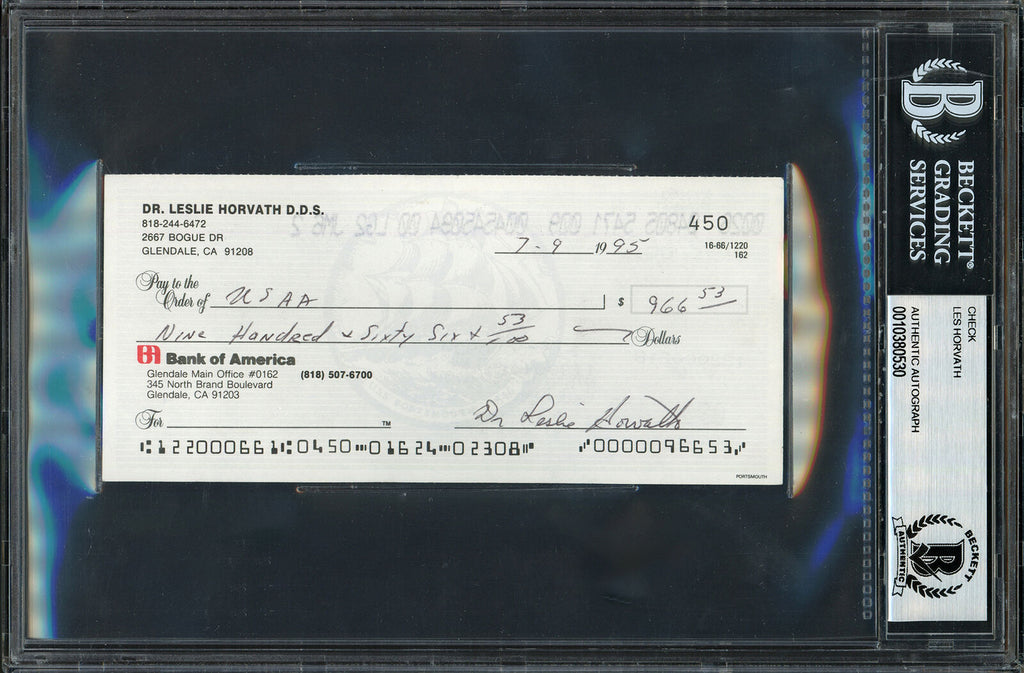 DR. LESLIE HORVATH D.D.S.
818-244-6472
2667 BOGUE DR
GLENDALE, CA 91208
450
7-9 1995
16-66/1220
162
Pay to the
Order of USAA $ 966 53
Nine Hundred & Sixty Six & 53/100 Dollars
Bank of America
Glendale Main Office #0162 (818) 507-6700
345 North Brand Boulevard
Glendale, CA 91203
For
TM
Dr Leslie Horvath
⑆122000661⑆0450⑈01624⑈02308⑈ ⑈0000096653⑈
PORTSMOUTH
B
BECKETT®
GRADING
SERVICES
CHECK
LES HORVATH
AUTHENTIC AUTOGRAPH
0010380530
BECKETT
B
AUTHENTIC